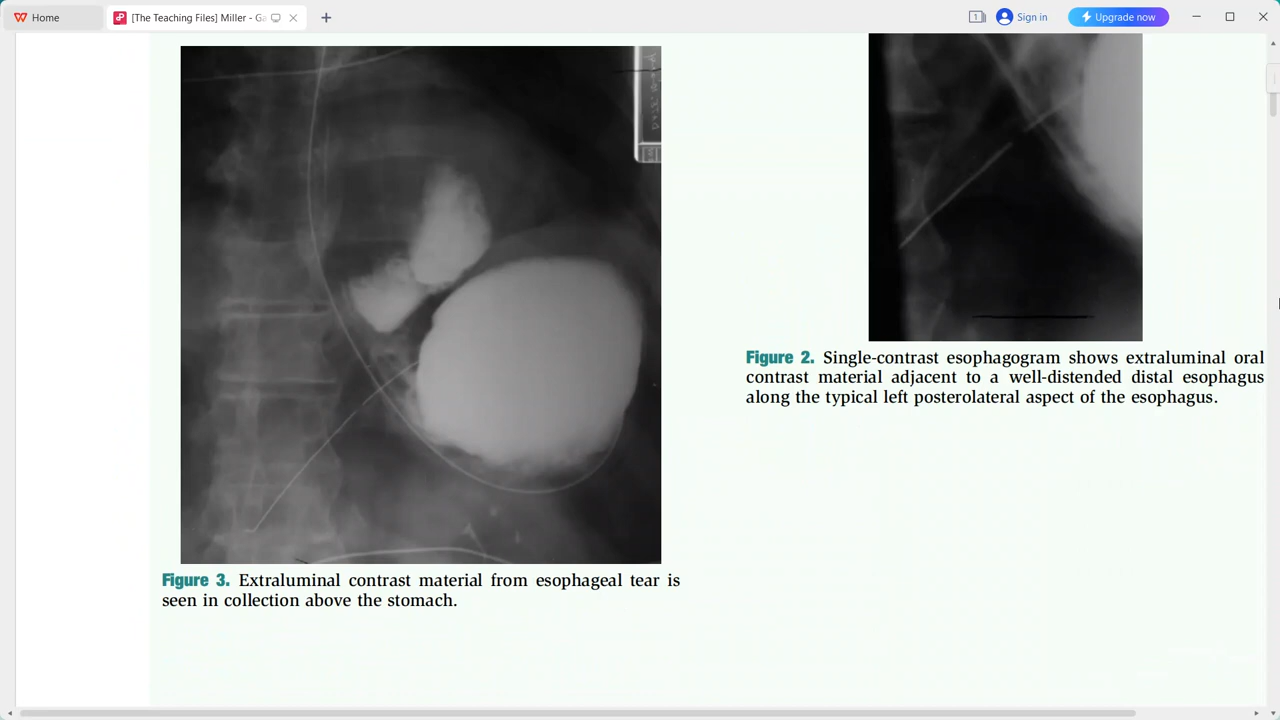 Home
[The Teaching Files] Miller - Ga
Sign in
Upgrade now
Figure 3. Extraluminal contrast material from esophageal tear is
seen in collection above the stomach.
Figure 2. Single-contrast esophagogram shows extraluminal oral
contrast material adjacent to a well-distended distal esophagus
along the typical left posterolateral aspect of the esophagus.